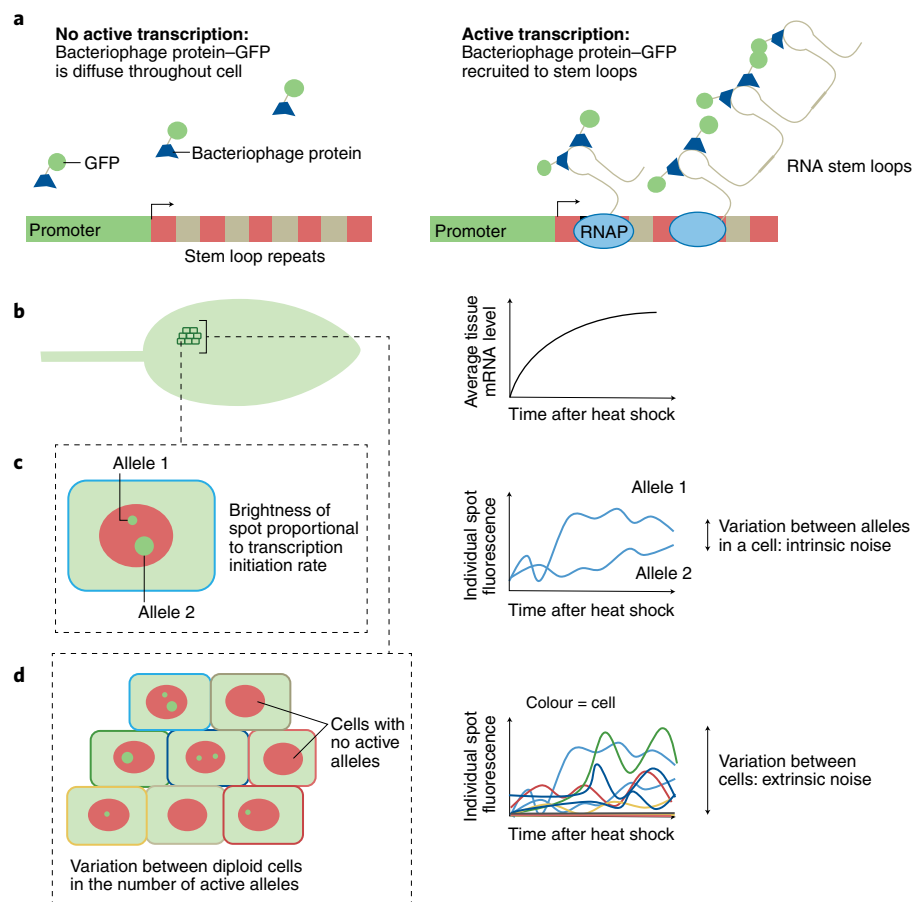 a
No active transcription:
Bacteriophage protein–GFP
is diffuse throughout cell
GFP
Bacteriophage protein
Promoter
Stem loop repeats
Active transcription:
Bacteriophage protein–GFP
recruited to stem loops
RNA stem loops
Promoter
RNAP
b
Average tissue
mRNA level
Time after heat shock
c
Allele 1
Brightness of
spot proportional
to transcription
initiation rate
Allele 2
Individual spot
fluorescence
Allele 1
Allele 2
Time after heat shock
Variation between alleles
in a cell: intrinsic noise
d
Cells with
no active
alleles
Variation between diploid cells
in the number of active alleles
Colour = cell
Individual spot
fluorescence
Time after heat shock
Variation between
cells: extrinsic noise